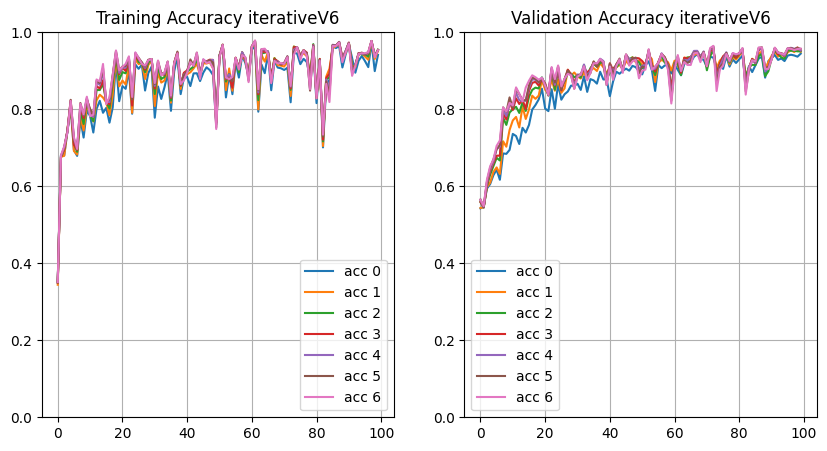 Training Accuracy iterativeV6
1.0
0.8
0.6
0.4
0.2
0.0
0
20
40
60
80
100
acc 0
acc 1
acc 2
acc 3
acc 4
acc 5
acc 6
Validation Accuracy iterativeV6
1.0
0.8
0.6
0.4
0.2
0.0
0
20
40
60
80
100
acc 0
acc 1
acc 2
acc 3
acc 4
acc 5
acc 6